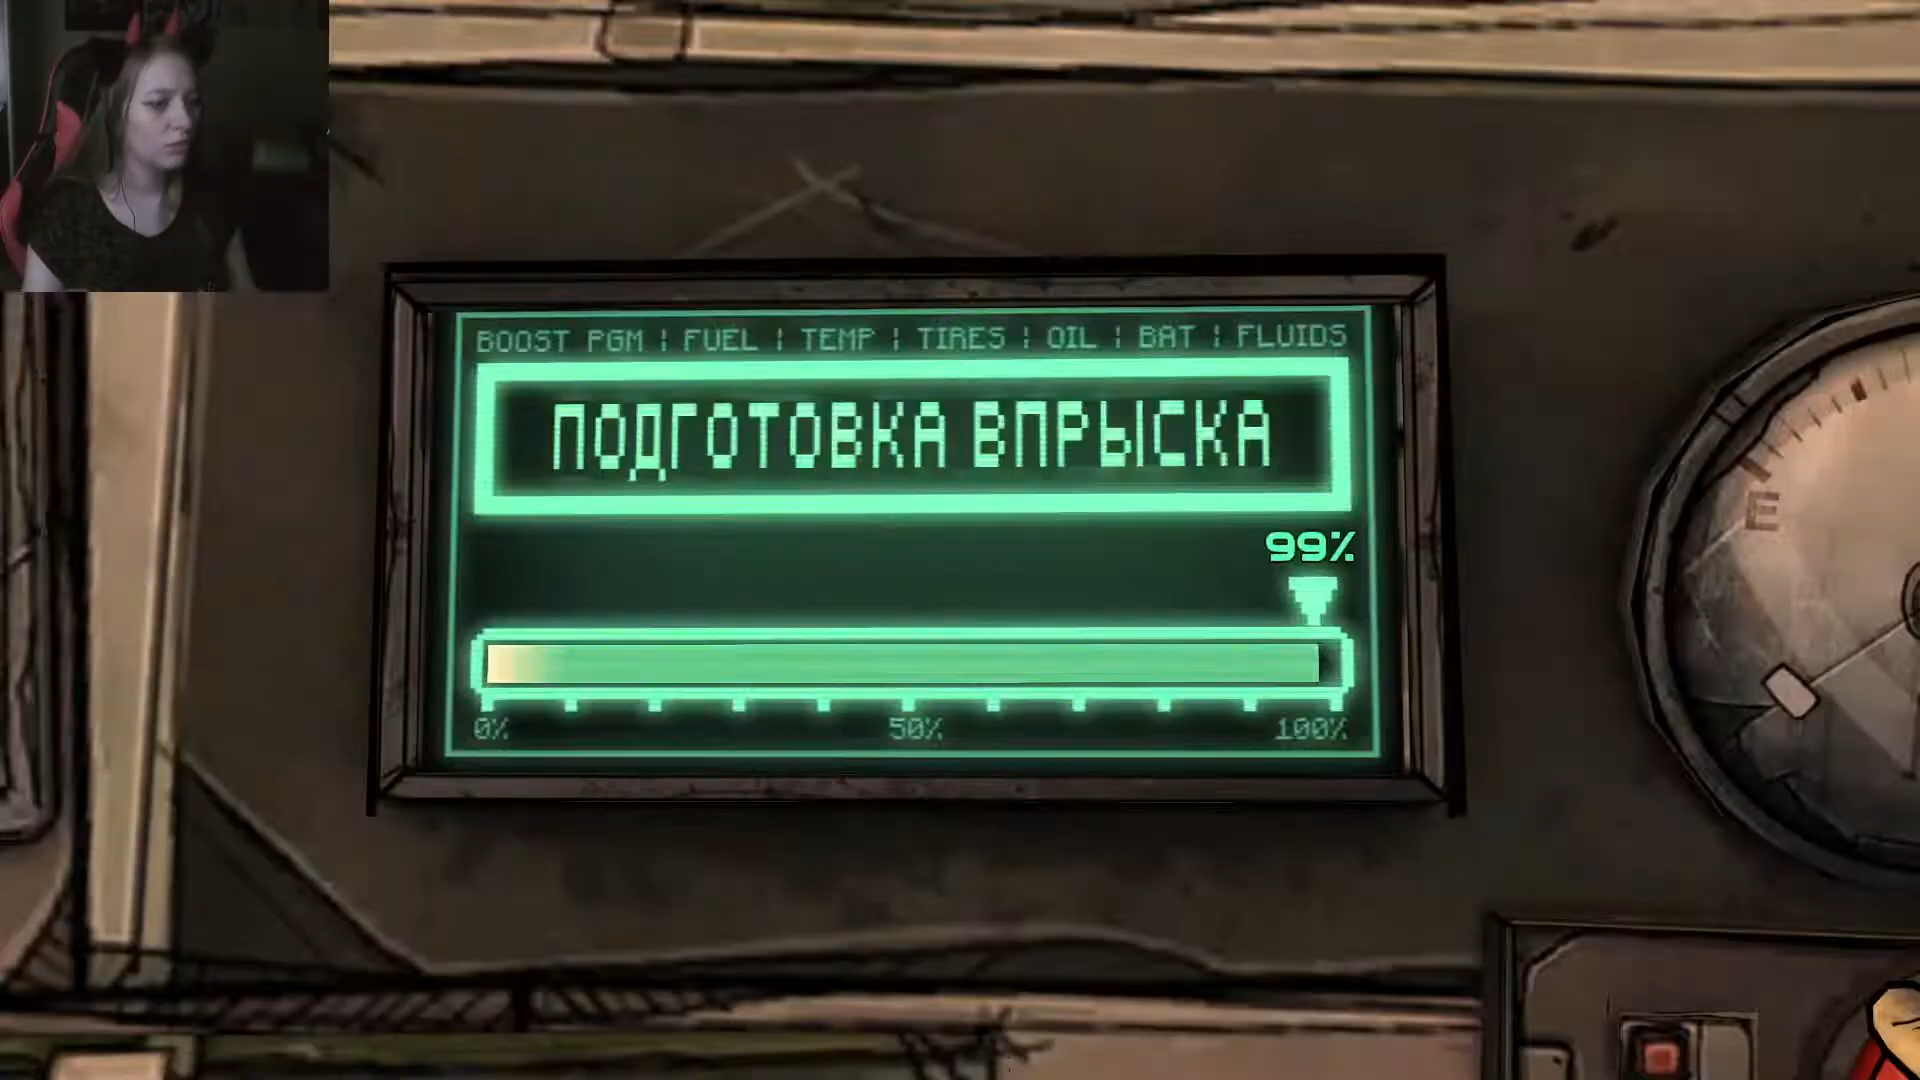 BOOST PGM ¦ FUEL ¦ TEMP ¦ TIRES ¦ OIL ¦ BAT ¦ FLUIDS
ПОДГОТОВКА ВПРЫСКА
99%
0% 50% 100%
E